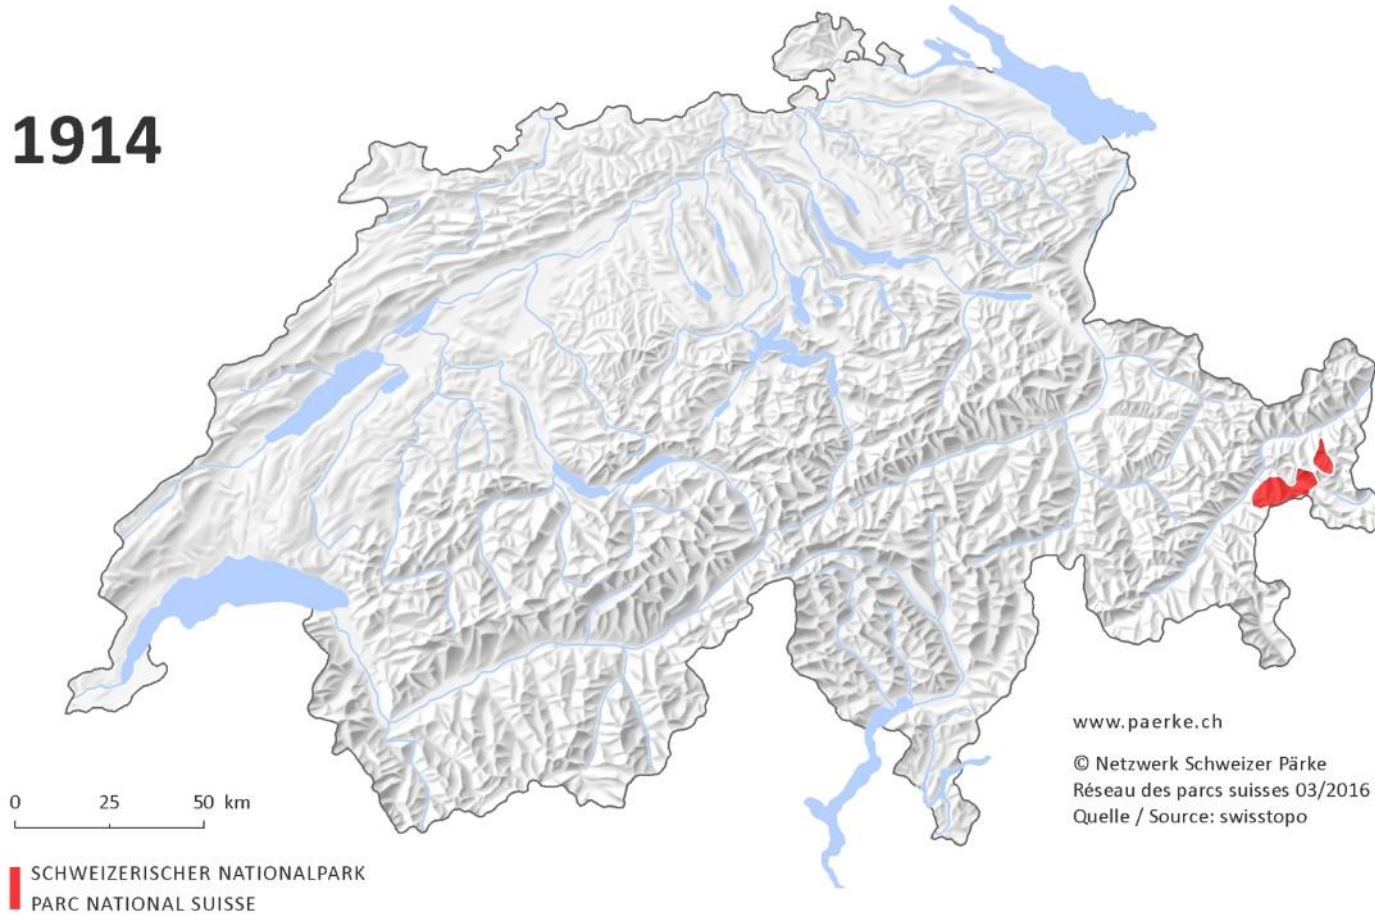 1914
www.paerke.ch
© Netzwerk Schweizer Pärke
Réseau des parcs suisses 03/2016
Quelle / Source: swisstopo
0 25 50 km
SCHWEIZERISCHER NATIONALPARK
PARC NATIONAL SUISSE